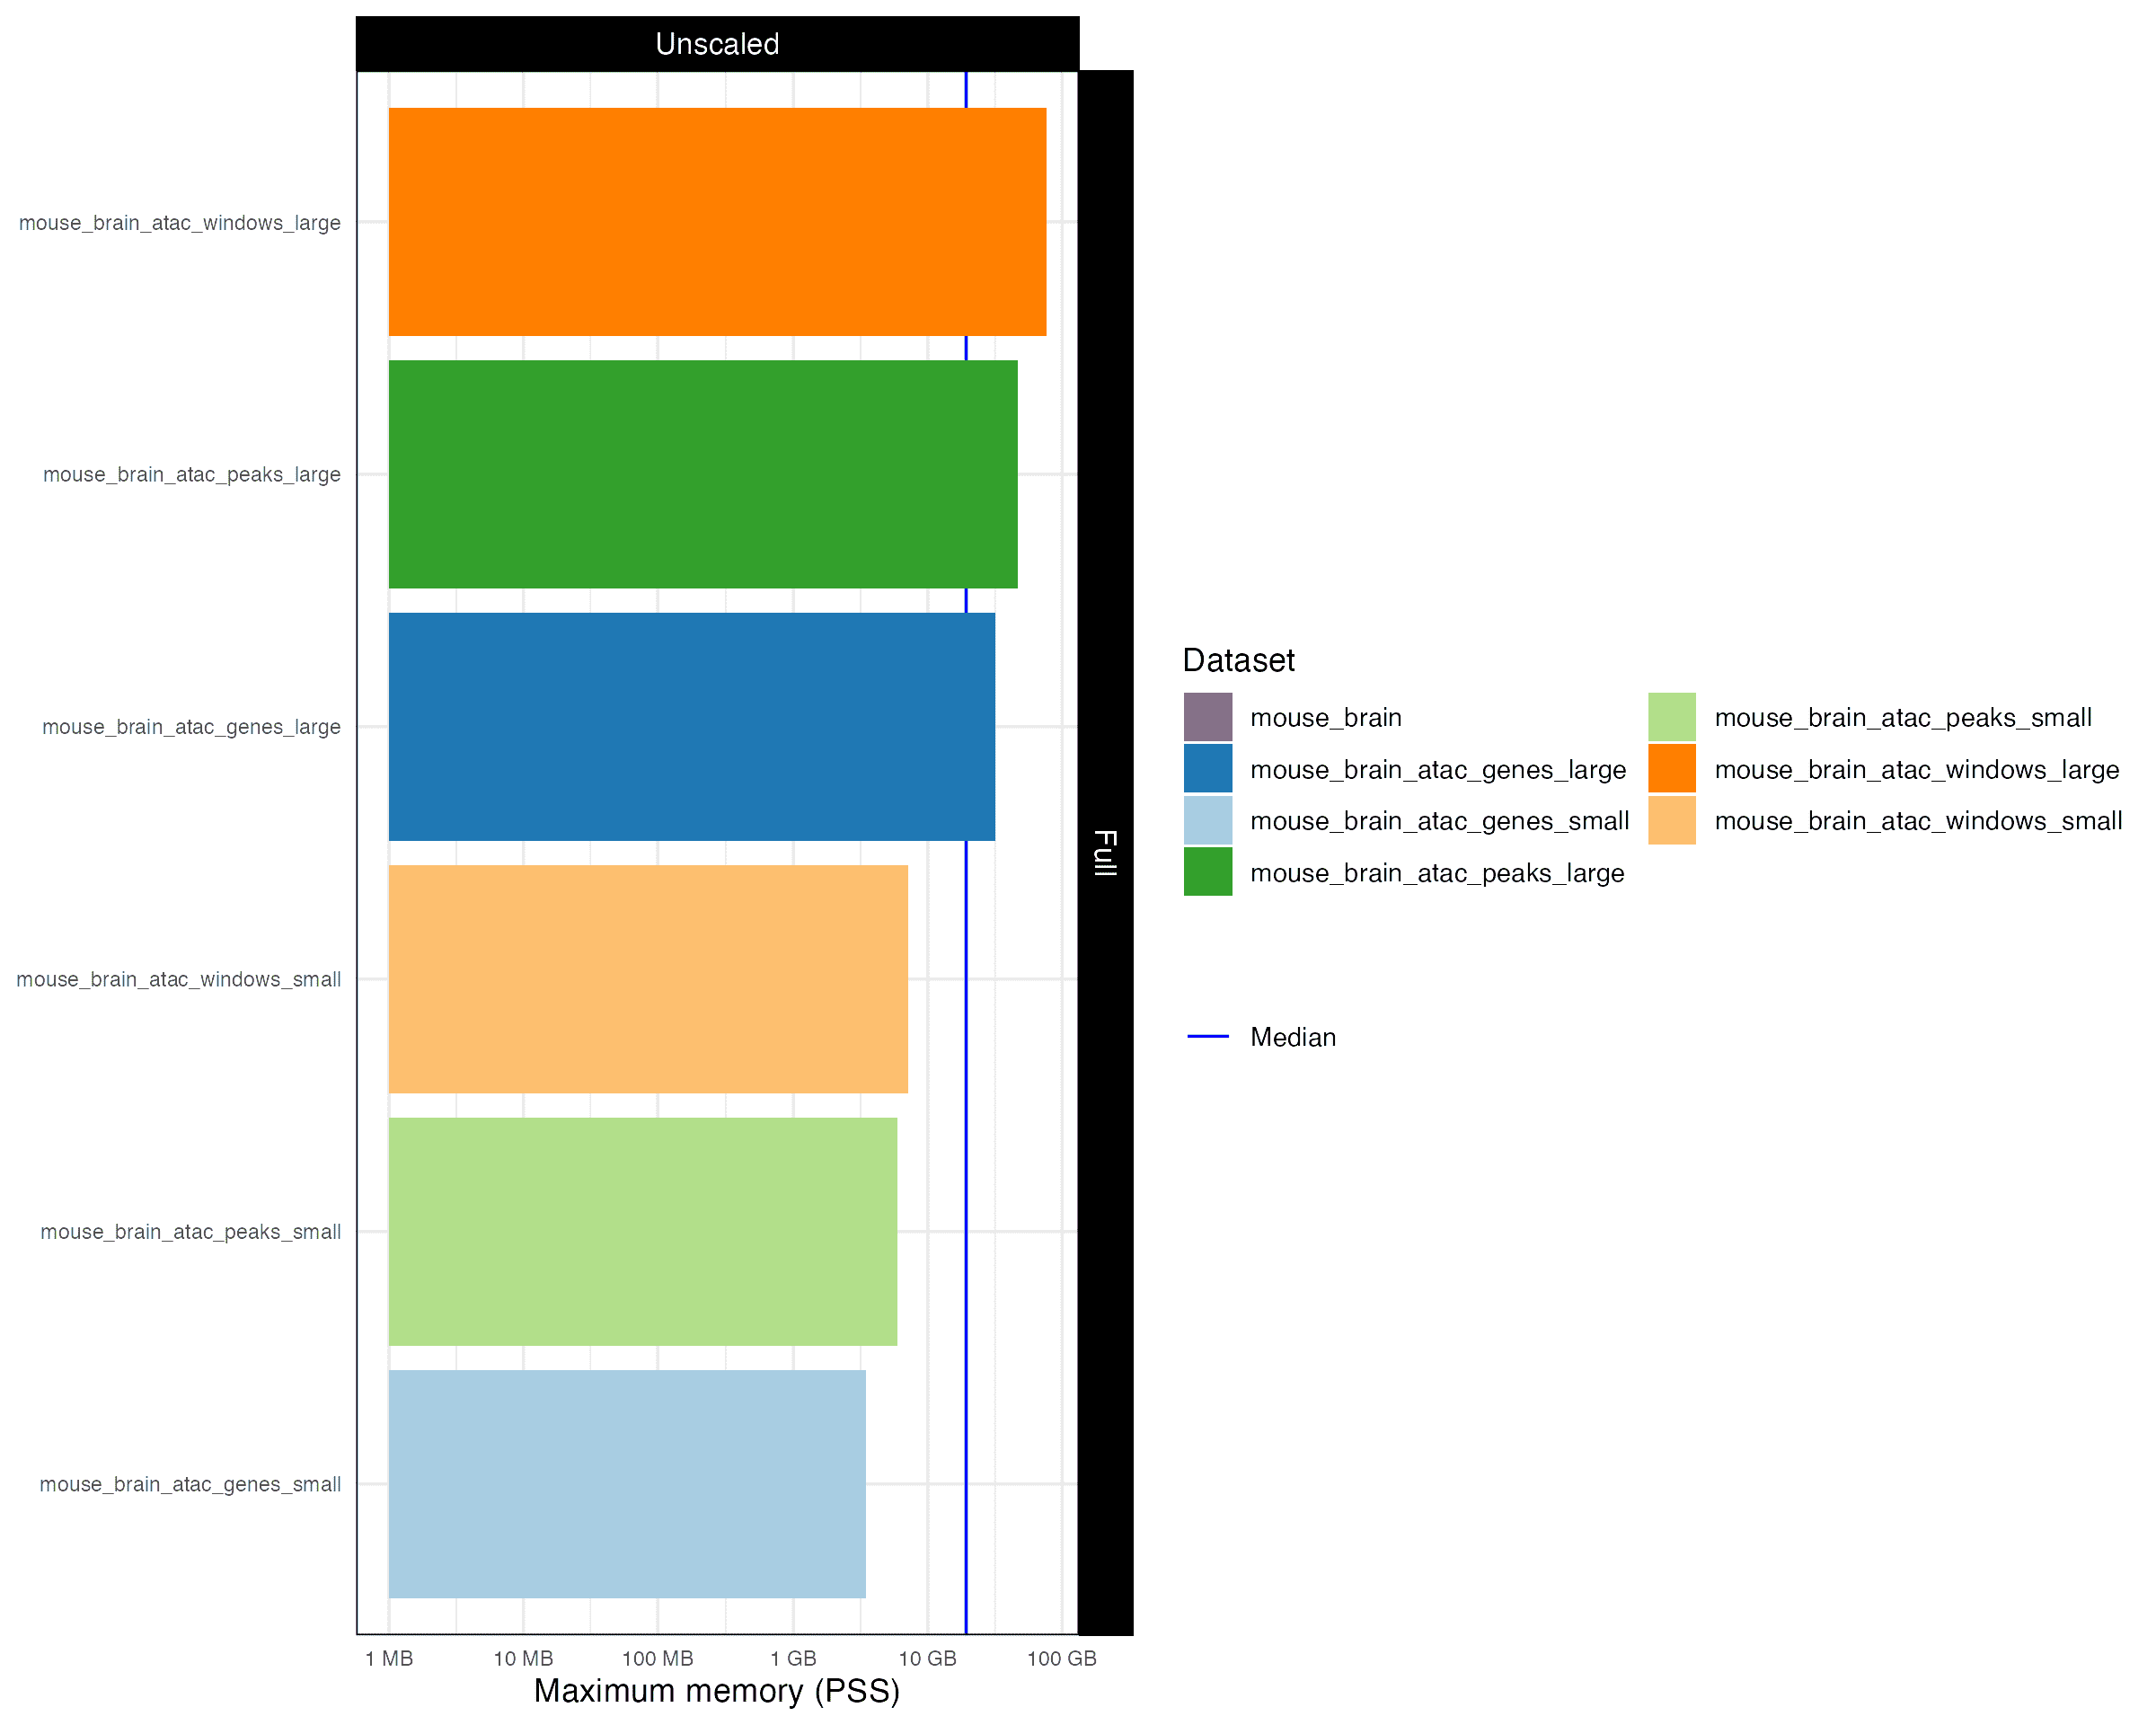 Unscaled
Full
mouse_brain_atac_windows_large
mouse_brain_atac_peaks_large
mouse_brain_atac_genes_large
mouse_brain_atac_windows_small
mouse_brain_atac_peaks_small
mouse_brain_atac_genes_small
1 MB
10 MB
100 MB
1 GB
10 GB
100 GB
Maximum memory (PSS)
Dataset
mouse_brain
mouse_brain_atac_genes_large
mouse_brain_atac_genes_small
mouse_brain_atac_peaks_large
mouse_brain_atac_peaks_small
mouse_brain_atac_windows_large
mouse_brain_atac_windows_small
Median